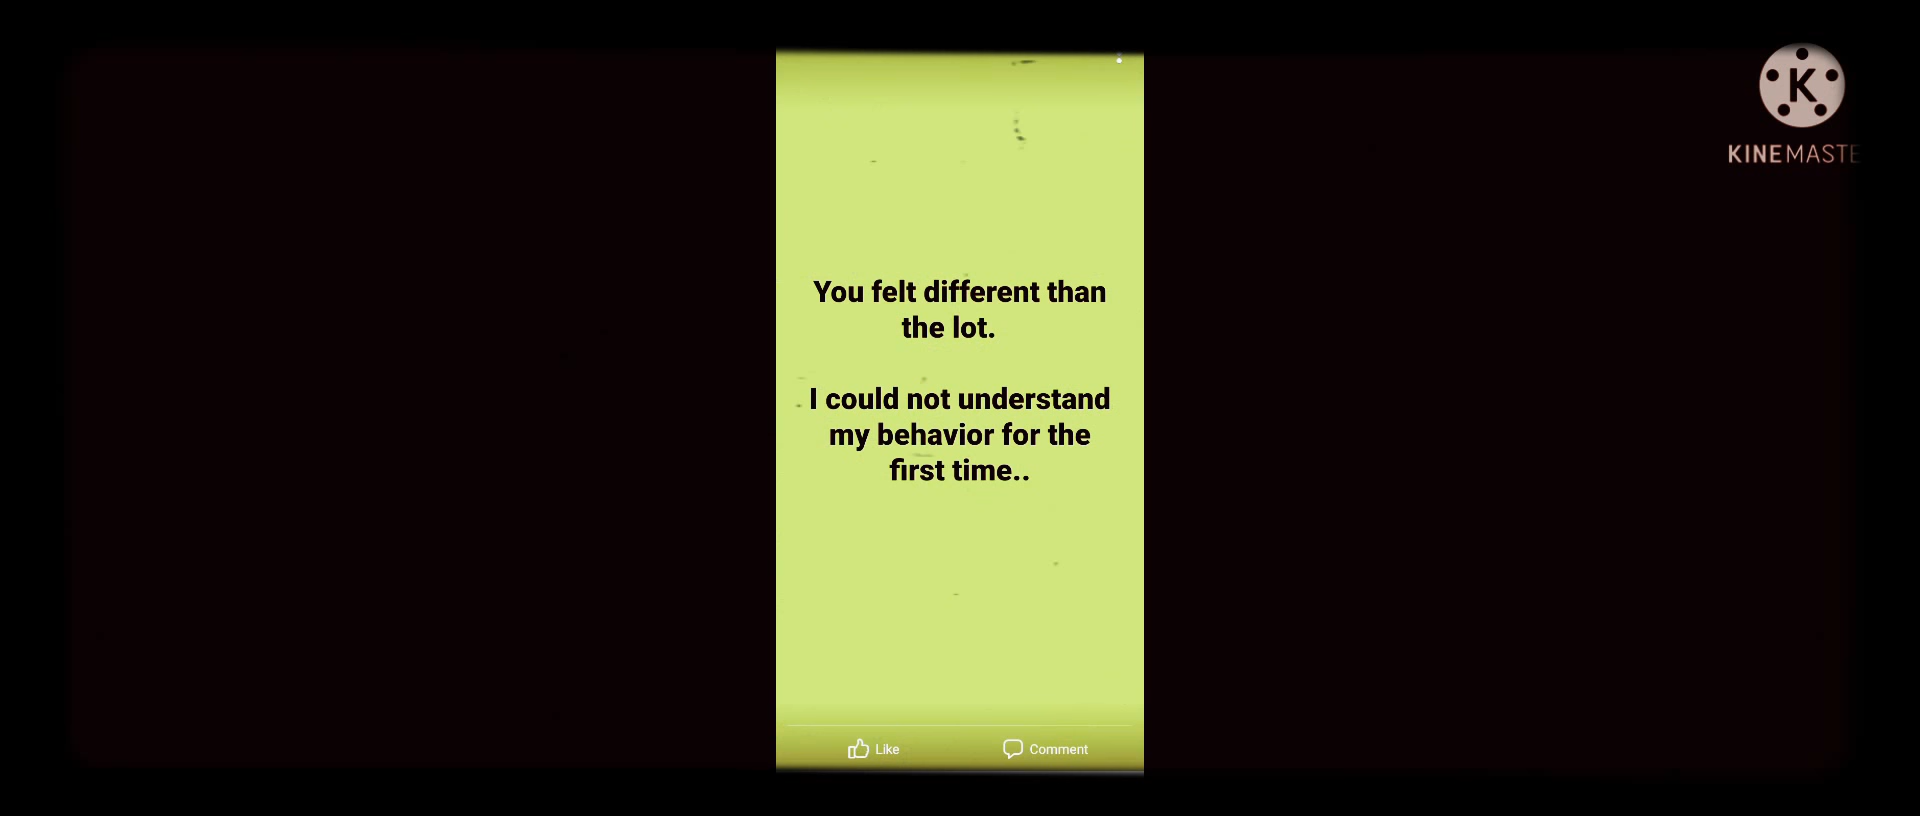 K
KINEMASTE
You felt different than
the lot.
I could not understand
my behavior for the
first time..
Like
Comment